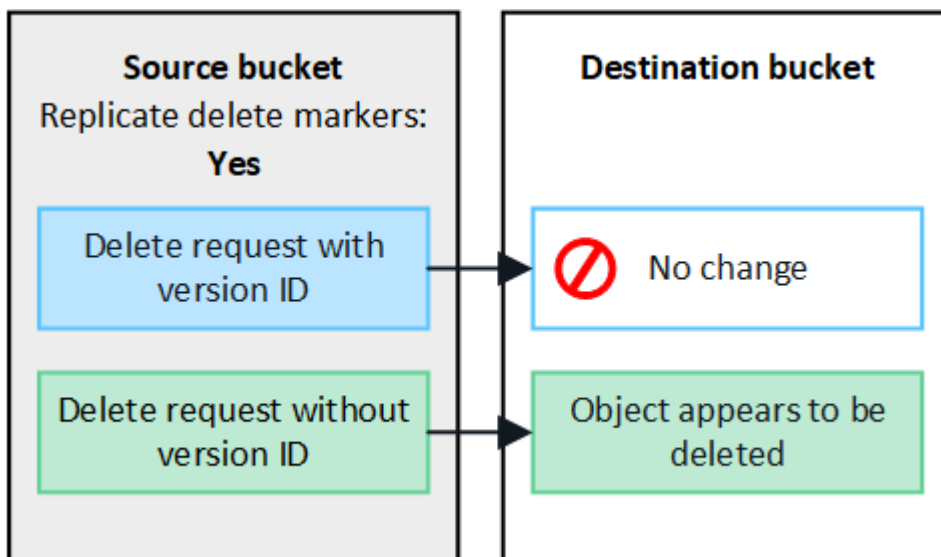 Source bucket
Replicate delete markers:
Yes
Delete request with
version ID
Delete request without
version ID
Destination bucket
No change
Object appears to be
deleted